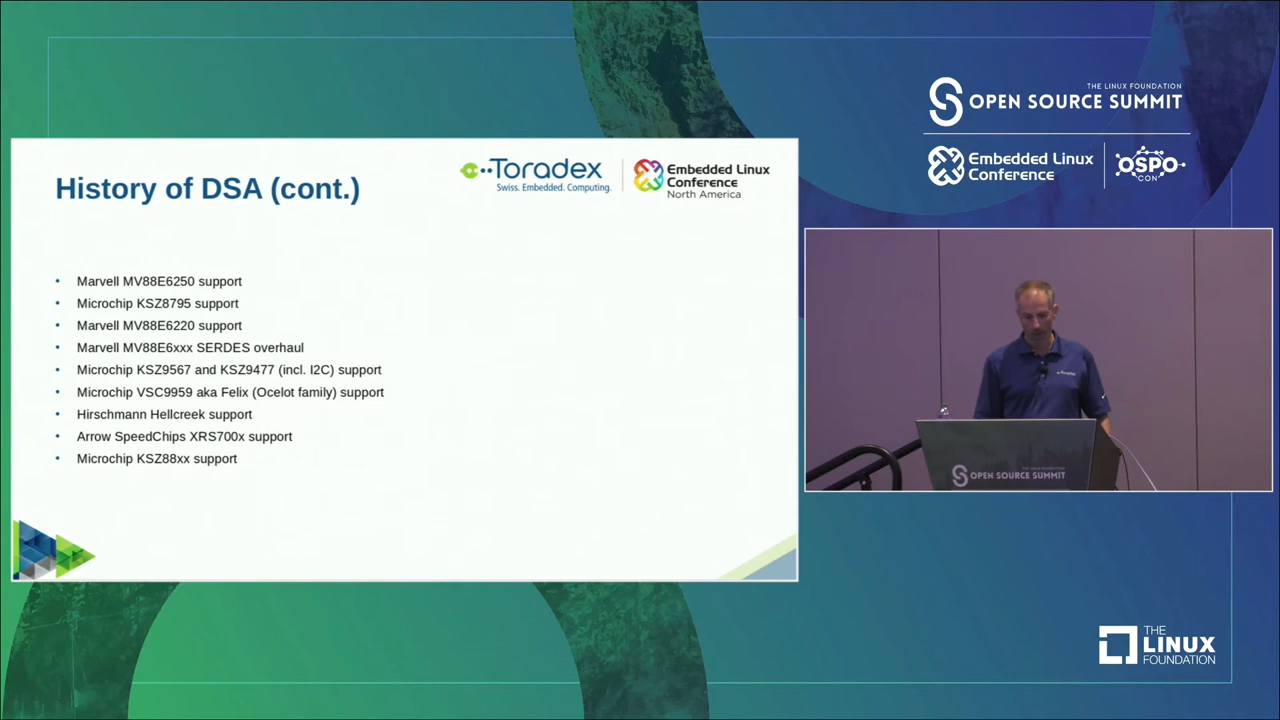 THE LINUX FOUNDATION
OPEN SOURCE SUMMIT
Embedded Linux
Conference
OSPO
CON
History of DSA (cont.)
Toradex
Swiss. Embedded. Computing.
Embedded Linux
Conference
North America
• Marvell MV88E6250 support
• Microchip KSZ8795 support
• Marvell MV88E6220 support
• Marvell MV88E6xxx SERDES overhaul
• Microchip KSZ9567 and KSZ9477 (incl. I2C) support
• Microchip VSC9959 aka Felix (Ocelot family) support
• Hirschmann Hellcreek support
• Arrow SpeedChips XRS700x support
• Microchip KSZ88xx support
OPEN SOURCE SUMMIT
THE
LINUX
FOUNDATION